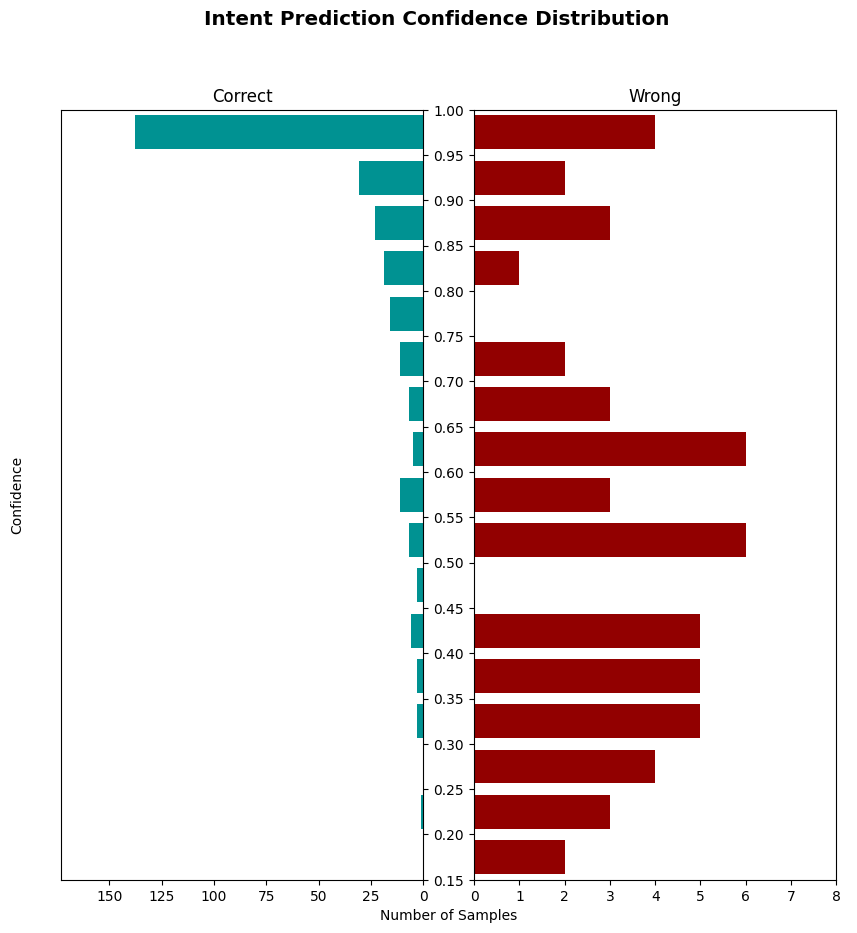 Intent Prediction Confidence Distribution
Correct
Wrong
1.00
0.95
0.90
0.85
0.80
0.75
0.70
0.65
0.60
0.55
0.50
0.45
0.40
0.35
0.30
0.25
0.20
0.15
Confidence
150 125 100 75 50 25 0
0 1 2 3 4 5 6 7 8
Number of Samples